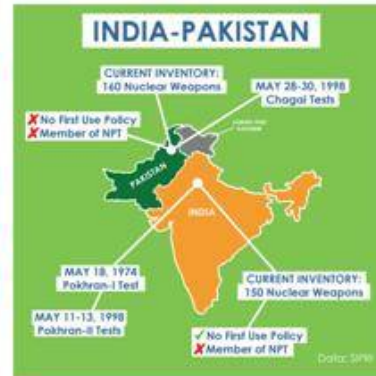 INDIA-PAKISTAN
CURRENT INVENTORY:
160 Nuclear Weapons
MAY 28-30, 1998
Chagai Tests
✗ No First Use Policy
✗ Member of NPT
PAKISTAN
INDIA
MAY 18, 1974
Pokhran-I Test
MAY 11-13, 1998
Pokhran-II Tests
CURRENT INVENTORY:
150 Nuclear Weapons
✓ No First Use Policy
✗ Member of NPT
Data: SIPRI